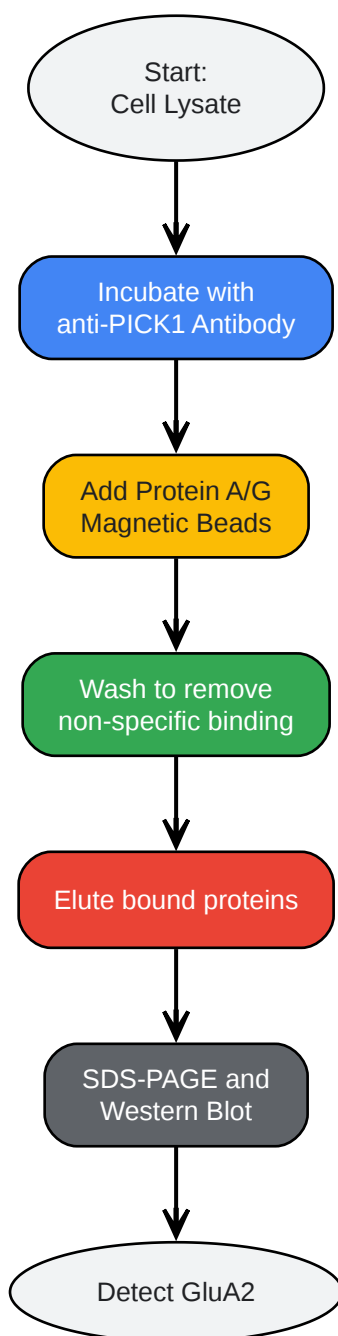 Start:
Cell Lysate
Incubate with
anti-PICK1 Antibody
Add Protein A/G
Magnetic Beads
Wash to remove
non-specific binding
Elute bound proteins
SDS-PAGE and
Western Blot
Detect GluA2